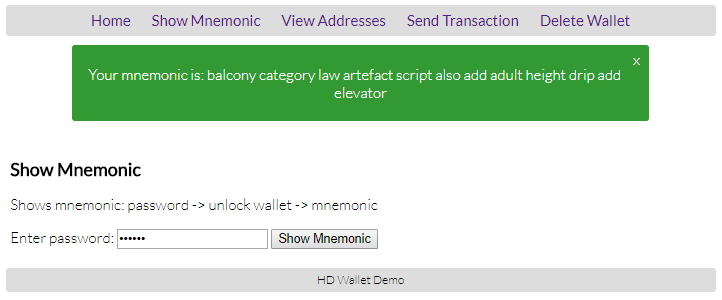 Home Show Mnemonic View Addresses Send Transaction Delete Wallet
x
Your mnemonic is: balcony category law artefact script also add adult height drip add
elevator
Show Mnemonic
Shows mnemonic: password -> unlock wallet -> mnemonic
Enter password: •••••• Show Mnemonic
HD Wallet Demo